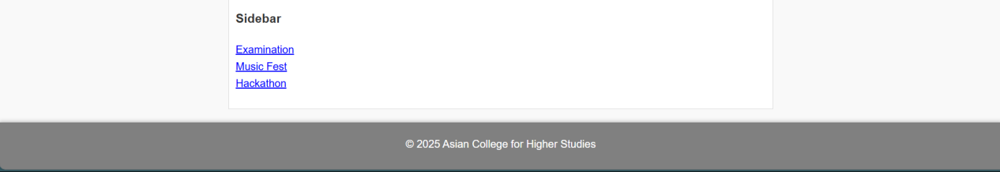 Sidebar
Examination
Music Fest
Hackathon
© 2025 Asian College for Higher Studies